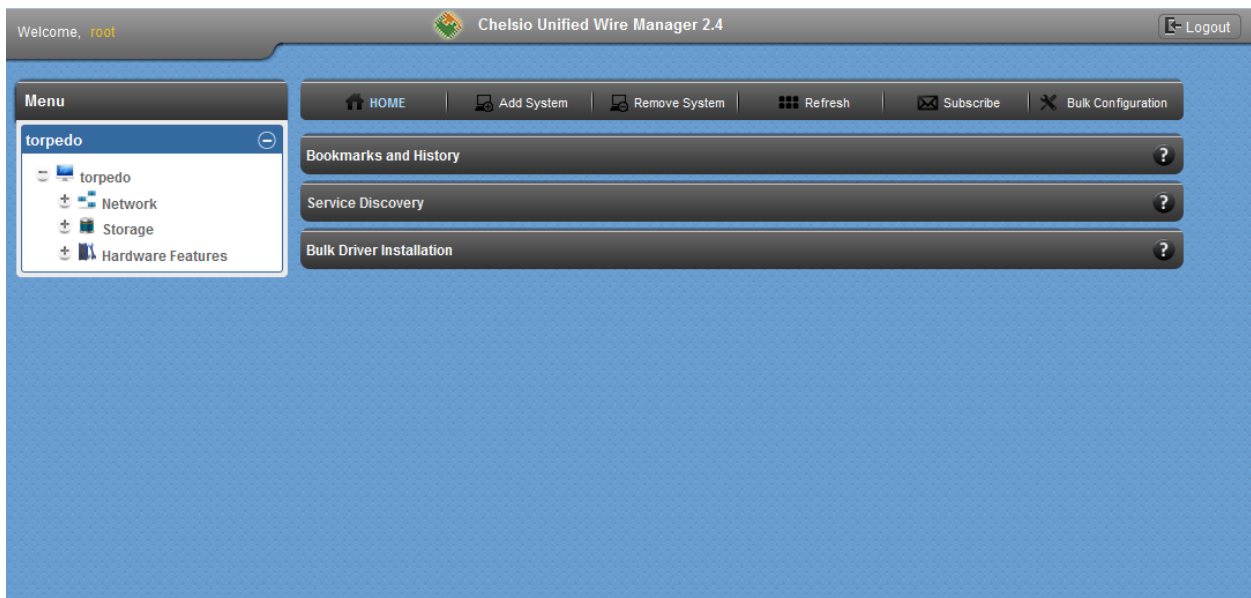 Welcome, root
Chelsio Unified Wire Manager 2.4
Logout
Menu
HOME
Add System
Remove System
Refresh
Subscribe
Bulk Configuration
torpedo
torpedo
Network
Storage
Hardware Features
Bookmarks and History
?
Service Discovery
?
Bulk Driver Installation
?